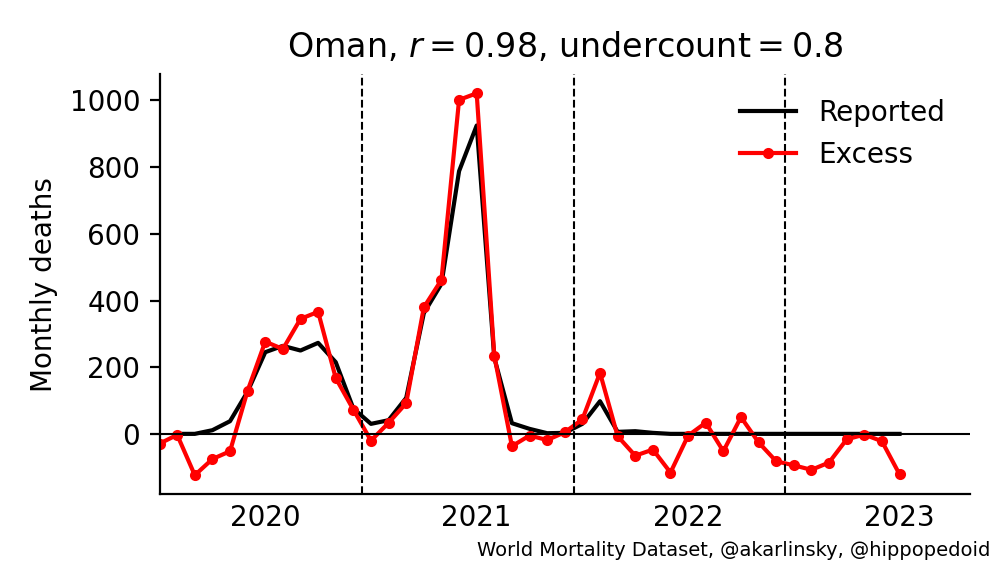 Oman, r = 0.98, undercount = 0.8
Reported
Excess
Monthly deaths
1000
800
600
400
200
0
2020 2021 2022 2023
World Mortality Dataset, @akarlinsky, @hippopedoid